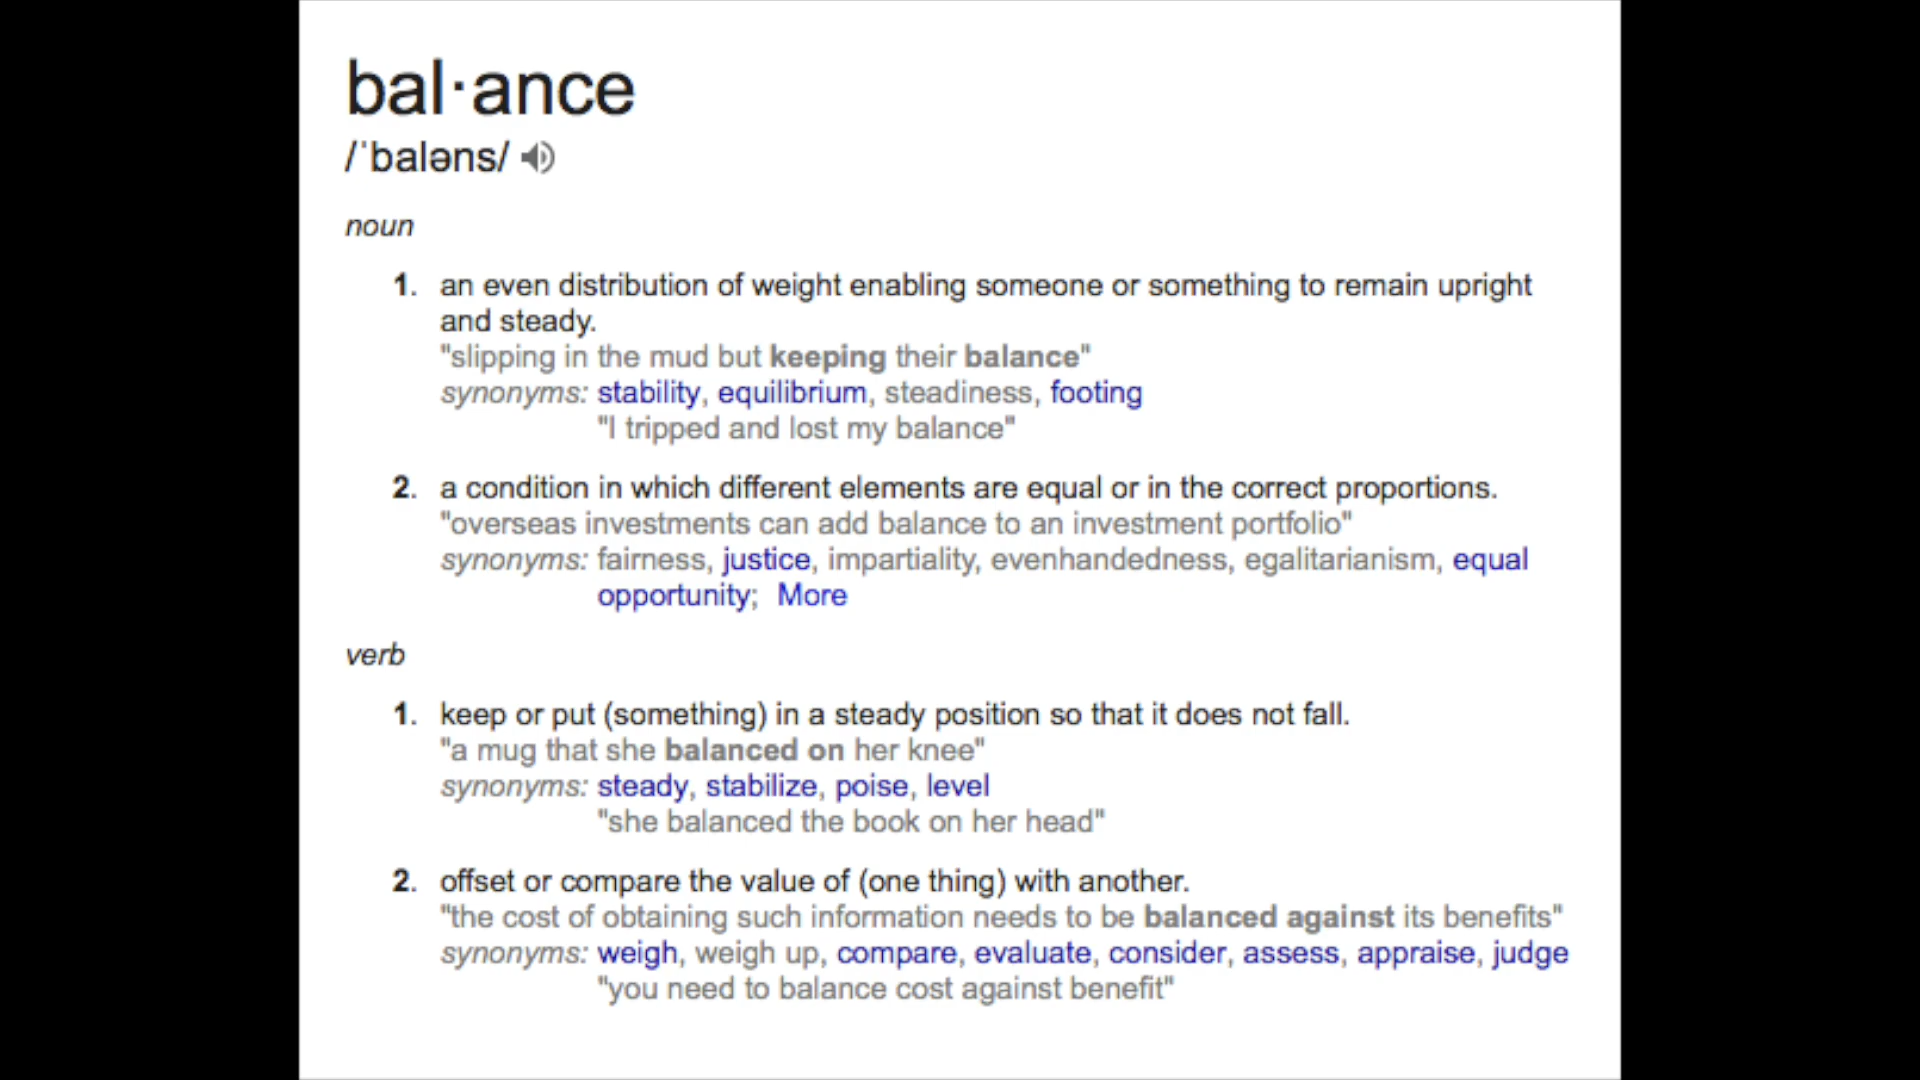 bal·ance
/ˈbaləns/
noun
1. an even distribution of weight enabling someone or something to remain upright
and steady.
"slipping in the mud but keeping their balance"
synonyms: stability, equilibrium, steadiness, footing
"I tripped and lost my balance"
2. a condition in which different elements are equal or in the correct proportions.
"overseas investments can add balance to an investment portfolio"
synonyms: fairness, justice, impartiality, evenhandedness, egalitarianism, equal
opportunity; More
verb
1. keep or put (something) in a steady position so that it does not fall.
"a mug that she balanced on her knee"
synonyms: steady, stabilize, poise, level
"she balanced the book on her head"
2. offset or compare the value of (one thing) with another.
"the cost of obtaining such information needs to be balanced against its benefits"
synonyms: weigh, weigh up, compare, evaluate, consider, assess, appraise, judge
"you need to balance cost against benefit"